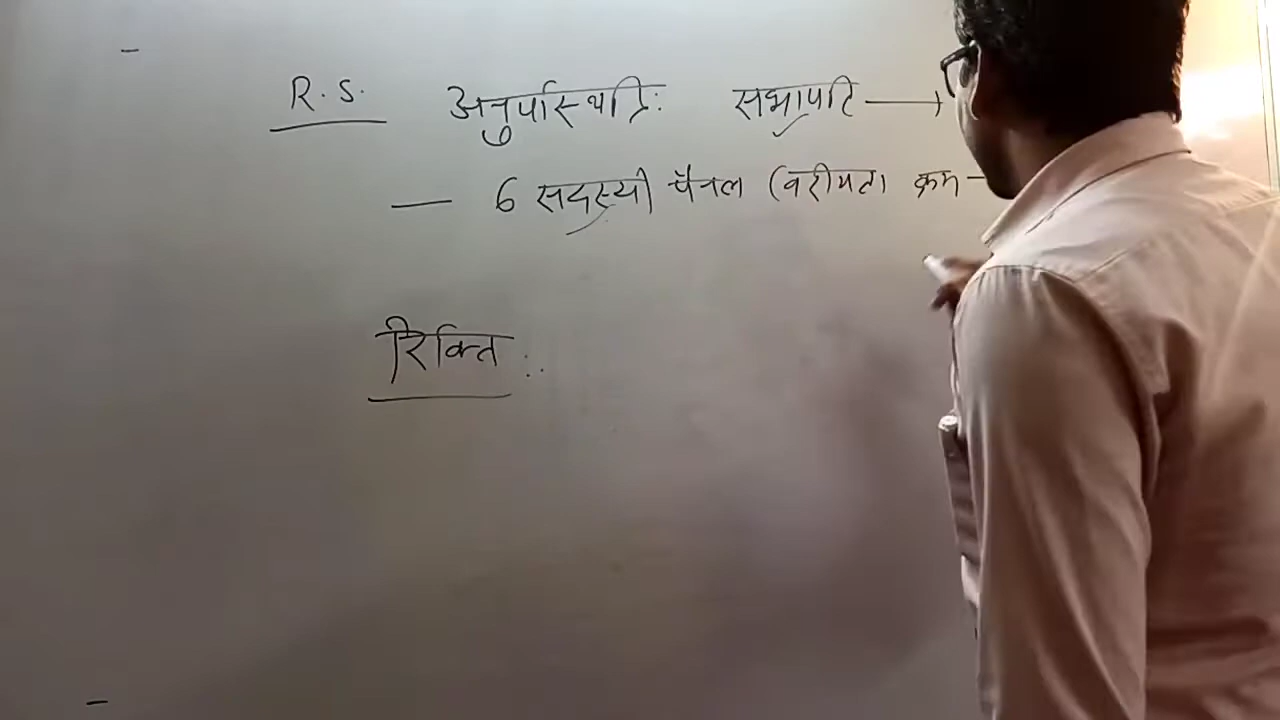 R.S. अनुपस्थिति: सभापति →
— 6 सदस्यी पैनल (वरीयता क्रम –
रिक्ति :